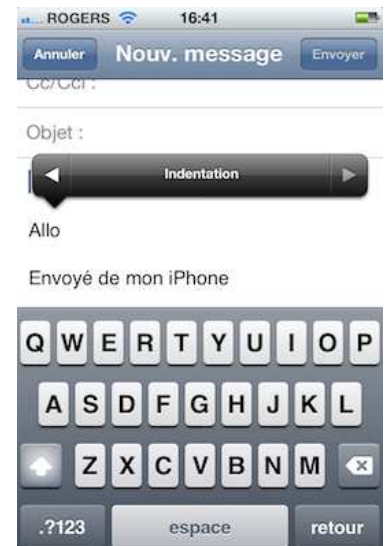 ROGERS 16:41
Annuler Nouv. message Envoyer
Cc/Cci :
Objet :
Indentation
Allo
Envoyé de mon iPhone
Q W E R T Y U I O P
A S D F G H J K L
Z X C V B N M
.?123 espace retour